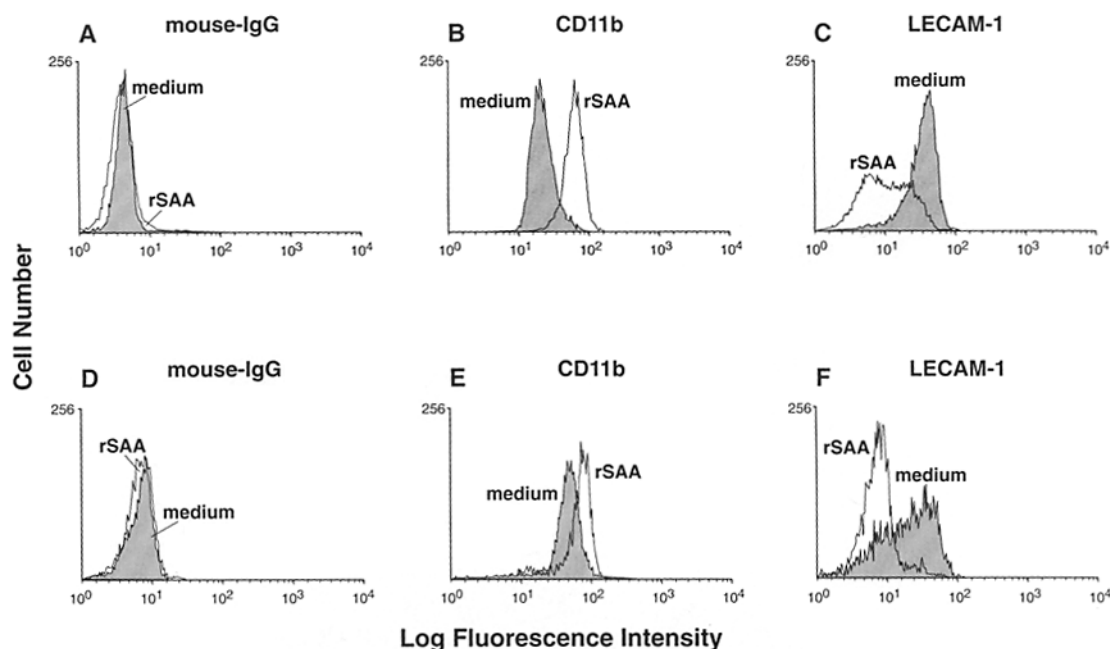 A mouse-IgG
256
medium
rSAA
10⁰ 10¹ 10² 10³ 10⁴
B CD11b
256
medium rSAA
10¹ 10² 10³ 10⁴
C LECAM-1
256
medium
rSAA
10⁰ 10¹ 10² 10³ 10⁴
Cell Number
D mouse-IgG
256
rSAA
medium
10⁰ 10¹ 10² 10³ 10⁴
E CD11b
256
rSAA
medium
10⁰ 10¹ 10² 10³ 10⁴
F LECAM-1
256
rSAA
medium
10⁰ 10¹ 10² 10³ 10⁴
Log Fluorescence Intensity